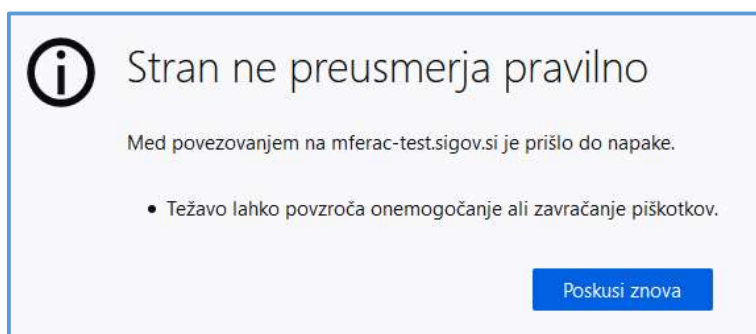 Stran ne preusmerja pravilno
Med povezovanjem na mferac-test.sigov.si je prišlo do napake.
• Težavo lahko povzroča onemogočanje ali zavračanje piškotkov.
Poskusi znova